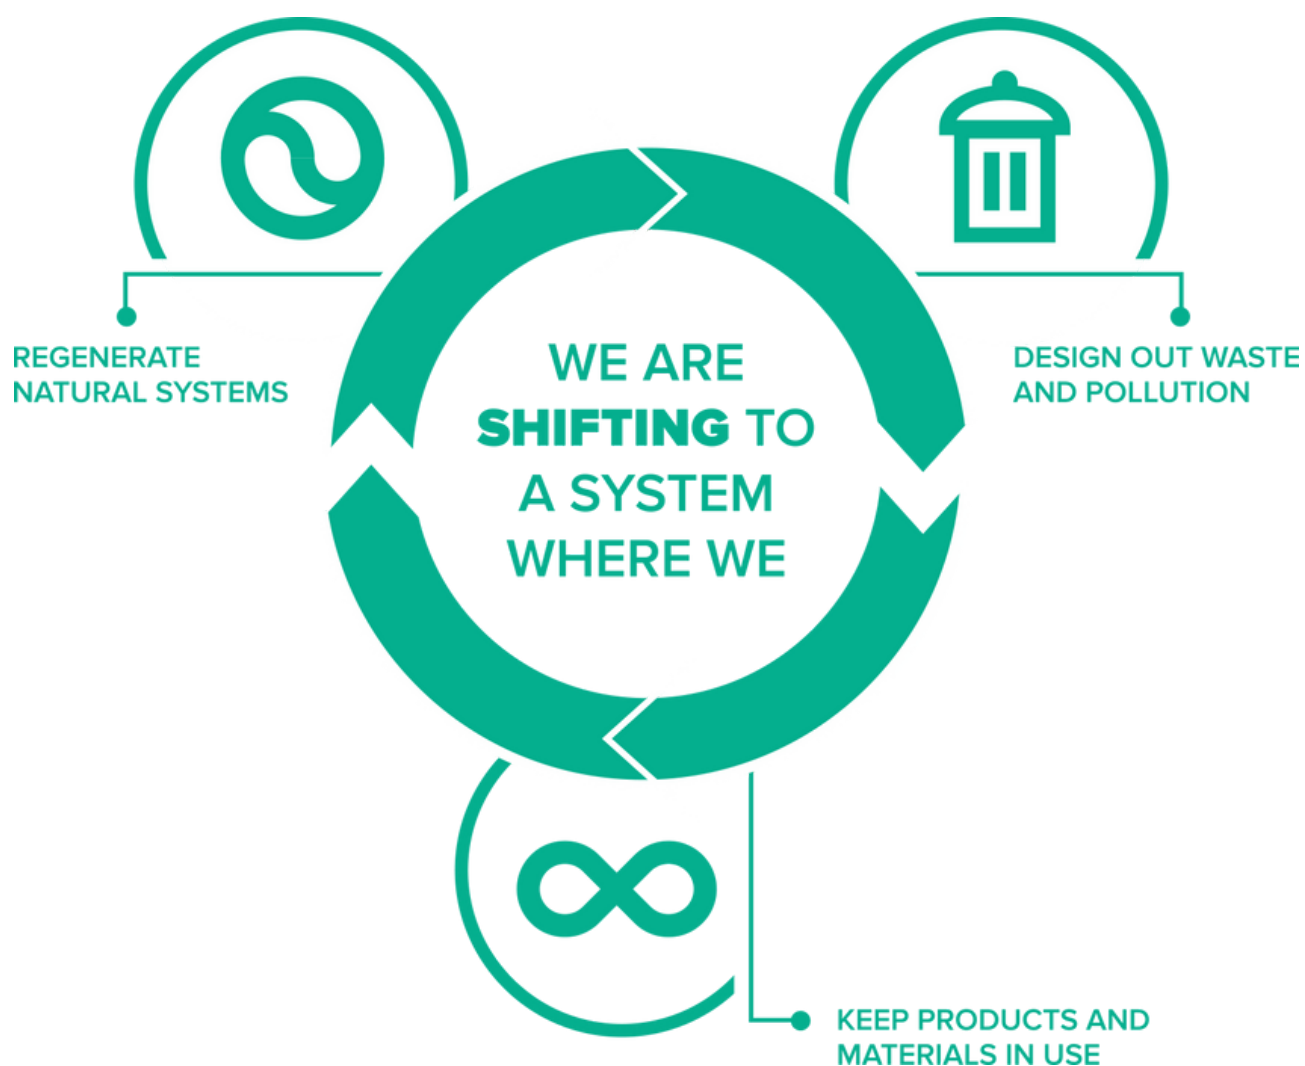 WE ARE
SHIFTING TO
A SYSTEM
WHERE WE
REGENERATE
NATURAL SYSTEMS
DESIGN OUT WASTE
AND POLLUTION
KEEP PRODUCTS AND
MATERIALS IN USE